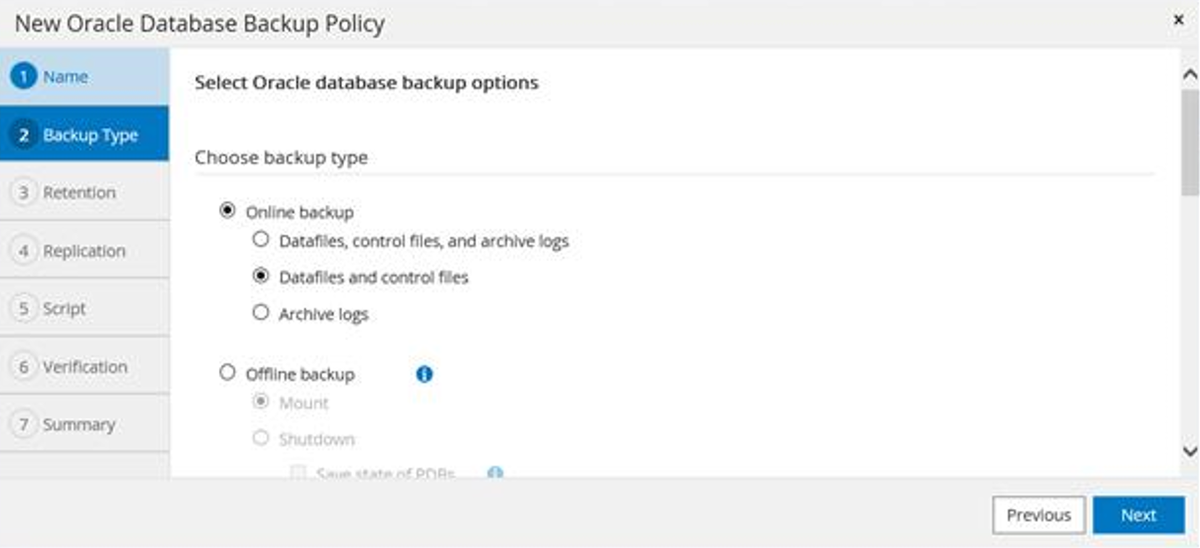 New Oracle Database Backup Policy
x
1 Name
2 Backup Type
3 Retention
4 Replication
5 Script
6 Verification
7 Summary
Select Oracle database backup options
Choose backup type
Online backup
Datafiles, control files, and archive logs
Datafiles and control files
Archive logs
Offline backup
Mount
Shutdown
Save state of PDBs
Previous
Next